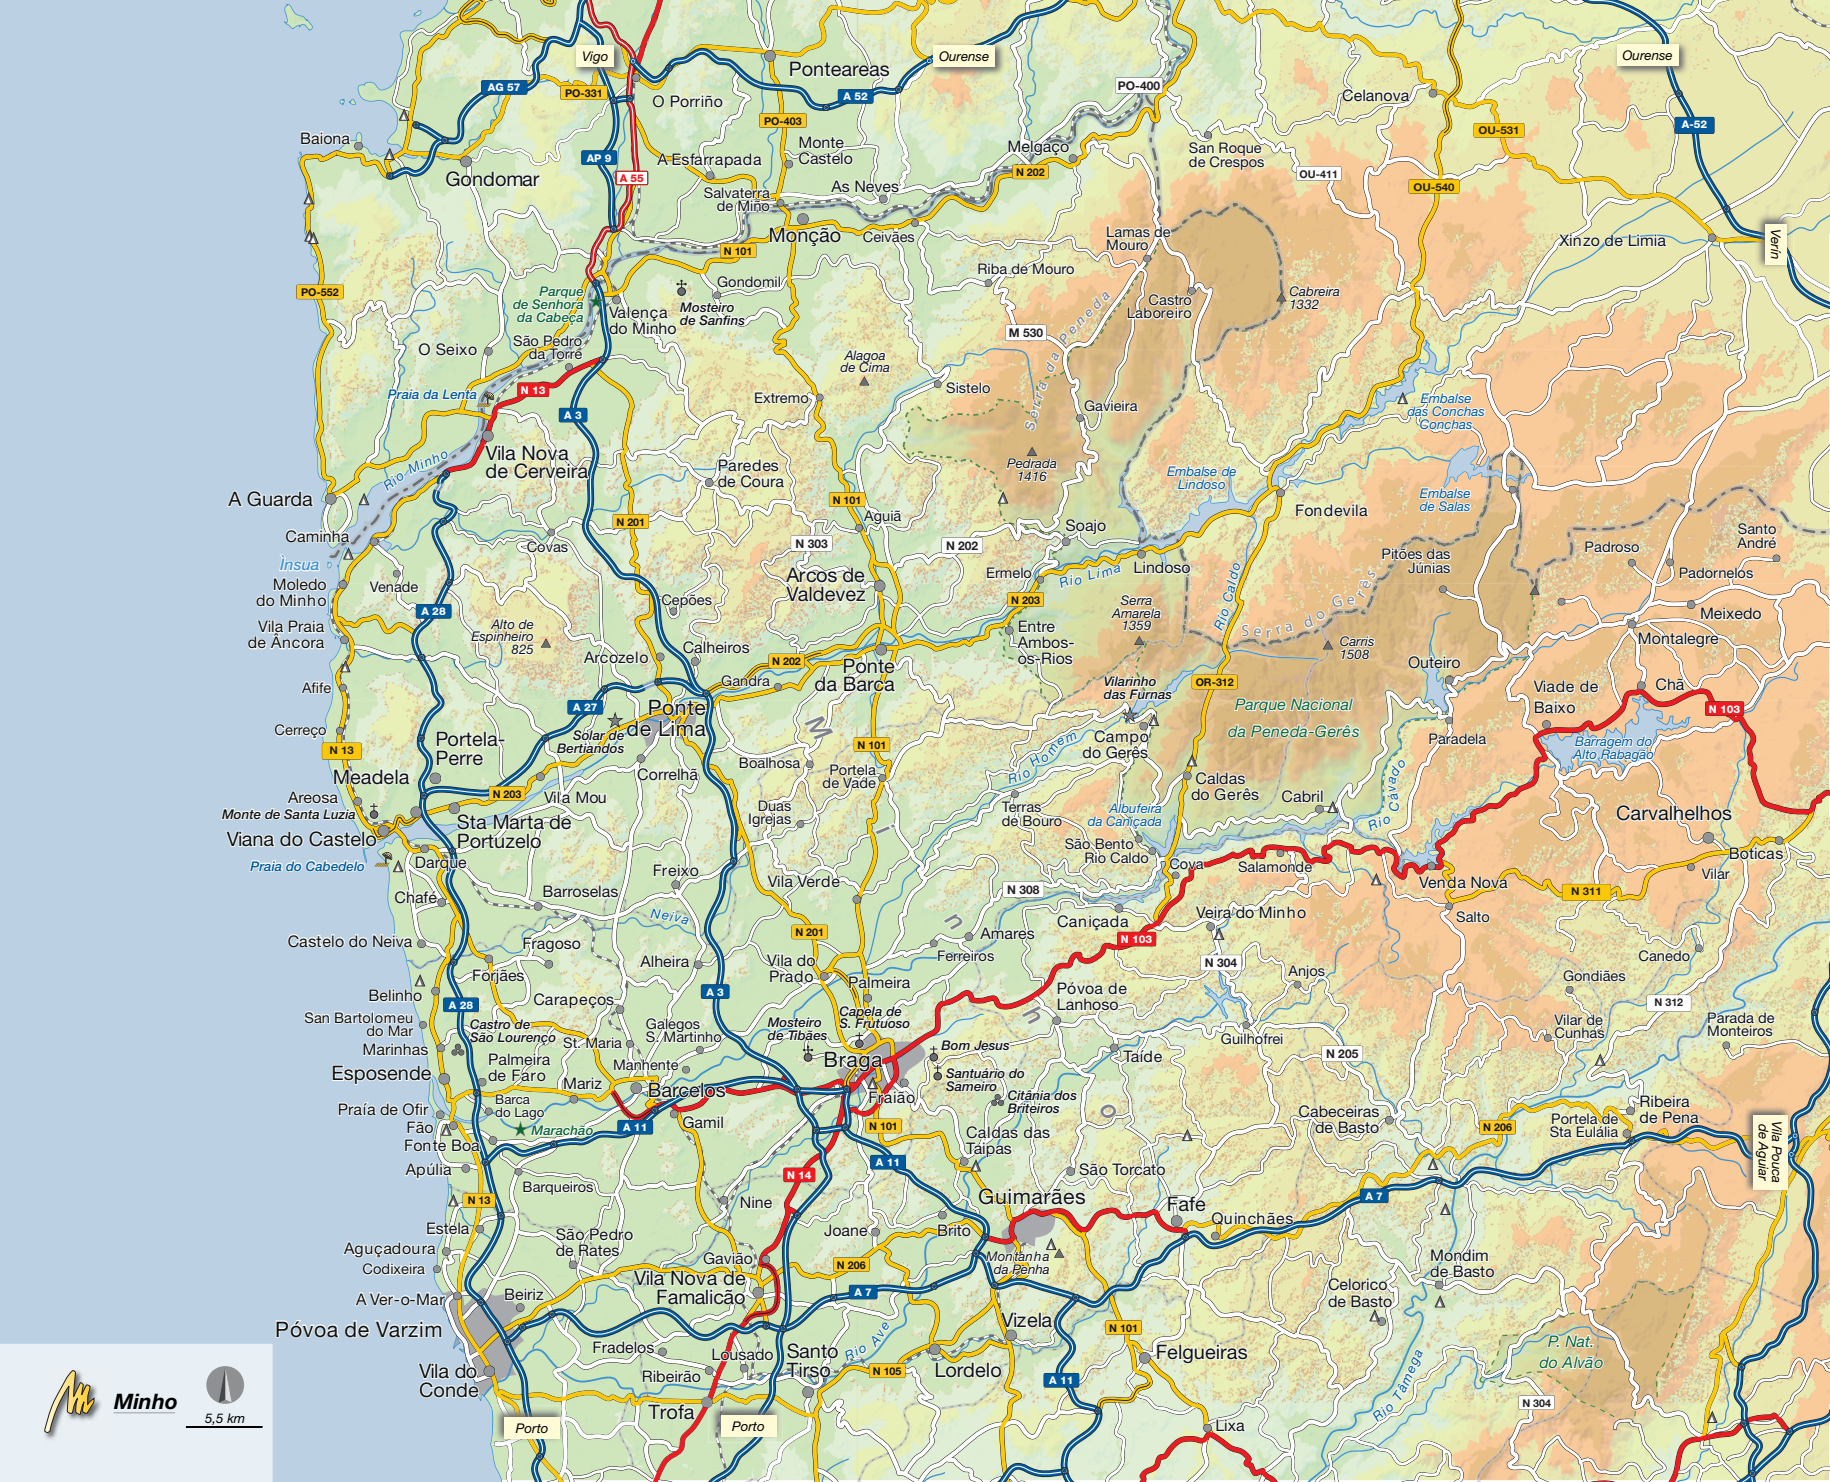 Vigo
Ourense
Ourense
Ponteareas
AG 57
PO-331
A 52
PO-400
Celanova
O Porriño
PO-403
A-52
OU-531
Baiona
AP 9
A Esfarrapada
Monte
Castelo
Melgaço
San Roque
de Crespos
Gondomar
A 55
N 202
OU-411
OU-540
Salvaterra
de Miño
As Neves
Monção
Ceivães
Lamas de
Mouro
Xinzo de Limia
Verin
N 101
Riba de Mouro
PO-552
Parque
de Senhora
da Cabeça
Gondomil
Mosteiro
de Sanfins
Valença
do Minho
Castro
Laboreiro
Cabreira
1332
M 530
Serra da Peneda
O Seixo
São Pedro
da Torre
Alagoa
de Cima
Praia da Lenta
N 13
A 3
Extremo
Sistelo
Gavieira
Embalse
das Conchas
Conchas
Vila Nova
de Cerveira
Rio Minho
Paredes
de Coura
Pedrada
1416
Embalse de
Lindoso
Embalse
de Salas
A Guarda
N 101
Fondevila
Caminha
N 201
Aguiã
Soajo
Santo
André
Covas
N 303
N 202
Padroso
Ínsua
Pitões das
Júnias
Moledo
do Minho
Venade
Arcos de
Valdevez
Ermelo
Rio Lima
Lindoso
Padornelos
A 28
Cepões
N 203
Serra
Amarela
1359
Rio Caldo
Serra do Gerês
Meixedo
Vila Praia
de Âncora
Alto de
Espinheiro
825
Entre
Ambos-
os-Rios
Carris
1508
Montalegre
Arcozelo
Calheiros
N 202
Ponte
da Barca
Outeiro
Afife
Gandra
Vilarinho
das Furnas
OR-312
Viade de
Baixo
Chã
A 27
Ponte
de Lima
Parque Nacional
da Peneda-Gerês
N 103
Cerreço
Solar de
Bertiandos
M
i
n
h
o
N 13
Portela-
Perre
N 101
Campo
do Gerês
Paradela
Barragem do
Alto Rabagão
Meadela
Correlhã
Boalhosa
Portela
de Vade
Rio Homem
Caldas
do Gerês
Rio Cávado
Areosa
N 203
Vila Mou
Duas
Igrejas
Terras
de Bouro
Albufeira
da Caniçada
Cabril
Carvalhelhos
Monte de Santa Luzia
Viana do Castelo
Sta Marta de
Portuzelo
São Bento
Rio Caldo
Boticas
Praia do Cabedelo
Darque
Freixo
Cova
Salamonde
Vilar
Chafé
Barroselas
Vila Verde
N 308
Venda Nova
N 311
Neiva
Caniçada
Veira do Minho
Salto
Castelo do Neiva
Fragoso
N 201
Amares
N 103
Canedo
Forjães
Alheira
Vila do
Prado
Ferreiros
N 304
Anjos
Gondiães
Belinho
A 28
Carapeços
A 3
Palmeira
Póvoa de
Lanhoso
N 312
San Bartolomeu
do Mar
Castro de
São Lourenço
Galegos
S. Martinho
Mosteiro
de Tibães
Capela de
S. Frutuoso
Guilhofrei
Vilar de
Cunhas
Parada de
Monteiros
Marinhas
St. Maria
Bom Jesus
Taíde
N 205
Esposende
Palmeira
de Faro
Manhente
Braga
Santuário do
Sameiro
Mariz
Barcelos
Fraião
Citânia dos
Briteiros
Praía de Ofir
Barca
do Lago
Cabeceiras
de Basto
Ribeira
de Pena
Fão
Marachão
A 11
Gamil
N 101
Caldas das
Taipas
N 206
Portela de
Sta Eulália
Vila Pouca
de Aguiar
Fonte Boa
Apúlia
Barqueiros
N 14
A 11
São Torcato
N 13
Nine
Guimarães
Fafe
A 7
Estela
São Pedro
de Rates
Joane
Brito
Quinchães
Aguçadoura
Gavião
Montanha
da Penha
Mondim
de Basto
Codixeira
N 206
Vila Nova de
Famalicão
A 7
Celorico
de Basto
A Ver-o-Mar
Beiriz
Póvoa de Varzim
Vizela
N 101
Fradelos
Lousado
Santo
Tirso
Rio Ave
Felgueiras
P. Nat.
do Alvão
Vila do
Conde
Ribeirão
N 105
Lordelo
A 11
Rio Tâmega
Trofa
N 304
Lixa
Porto
Porto
Minho
5,5 km